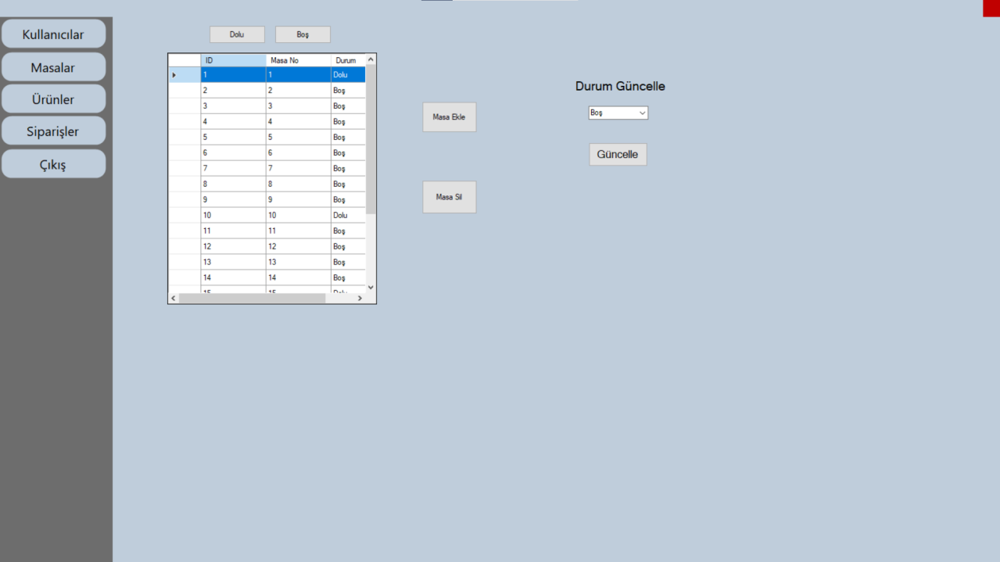 Kullanıcılar
Masalar
Ürünler
Siparişler
Çıkış
Dolu Boş
ID Masa No Durum
1 1 Dolu
2 2 Boş
3 3 Boş
4 4 Boş
5 5 Boş
6 6 Boş
7 7 Boş
8 8 Boş
9 9 Boş
10 10 Dolu
11 11 Boş
12 12 Boş
13 13 Boş
14 14 Boş
15 15 Dolu
Masa Ekle
Masa Sil
Durum Güncelle
Boş
Güncelle